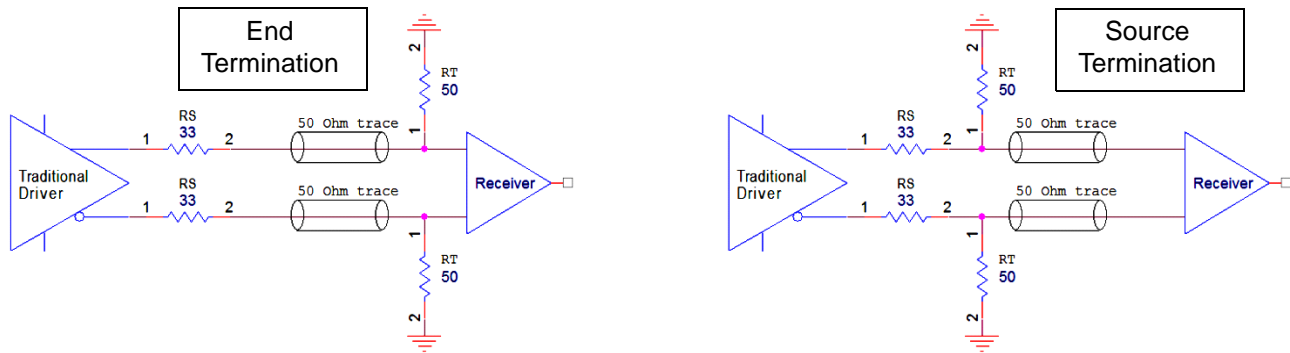 End
Termination
2
RT
50
1
RS
33
1 2
50 Ohm trace
Traditional
Driver
Receiver
RS
33
1 2
50 Ohm trace
1
RT
50
2
Source
Termination
2
RT
50
1
RS
33
1 2
50 Ohm trace
Traditional
Driver
Receiver
RS
33
1 2
50 Ohm trace
1
RT
50
2